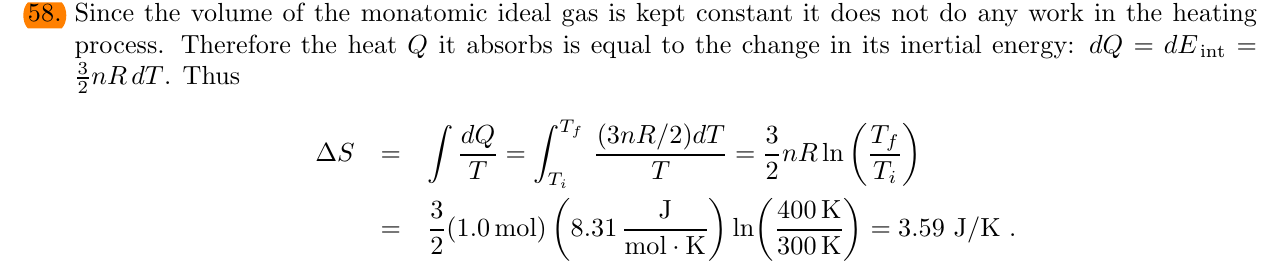 58. Since the volume of the monatomic ideal gas is kept constant it does not do any work in the heating
process. Therefore the heat Q it absorbs is equal to the change in its inertial energy: dQ = dE_int =
3/2 nR dT. Thus
ΔS = ∫ dQ/T = ∫_{T_i}^{T_f} (3nR/2)dT / T = 3/2 nR ln (T_f/T_i)
= 3/2 (1.0 mol) (8.31 J/(mol · K)) ln (400 K/300 K) = 3.59 J/K .